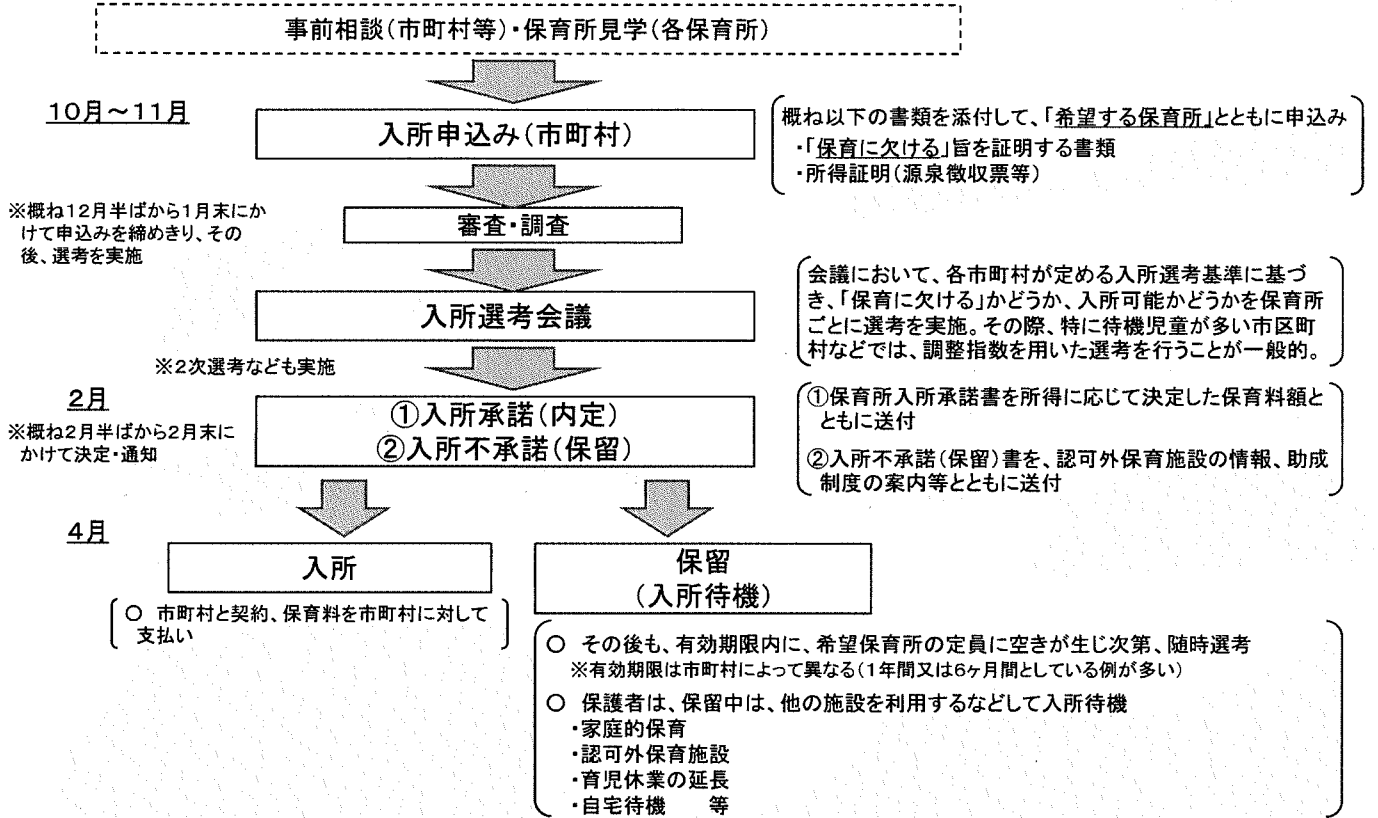 事前相談(市町村等)・保育所見学(各保育所)
10月～11月
入所申込み(市町村)
概ね以下の書類を添付して、「希望する保育所」とともに申込み
・「保育に欠ける」旨を証明する書類
・所得証明(源泉徴収票等)
※概ね12月半ばから1月末にか
けて申込みを締めきり、その
後、選考を実施
審査・調査
入所選考会議
会議において、各市町村が定める入所選考基準に基づ
き、「保育に欠ける」かどうか、入所可能かどうかを保育所
ごとに選考を実施。その際、特に待機児童が多い市区町
村などでは、調整指数を用いた選考を行うことが一般的。
※2次選考なども実施
2月
※概ね2月半ばから2月末に
かけて決定・通知
①入所承諾(内定)
②入所不承諾(保留)
①保育所入所承諾書を所得に応じて決定した保育料額と
ともに送付
②入所不承諾(保留)書を、認可外保育施設の情報、助成
制度の案内等とともに送付
4月
入所
○ 市町村と契約、保育料を市町村に対して
支払い
保留
(入所待機)
○ その後も、有効期限内に、希望保育所の定員に空きが生じ次第、随時選考
※有効期限は市町村によって異なる(1年間又は6ヶ月間としている例が多い)
○ 保護者は、保留中は、他の施設を利用するなどして入所待機
・家庭的保育
・認可外保育施設
・育児休業の延長
・自宅待機 等